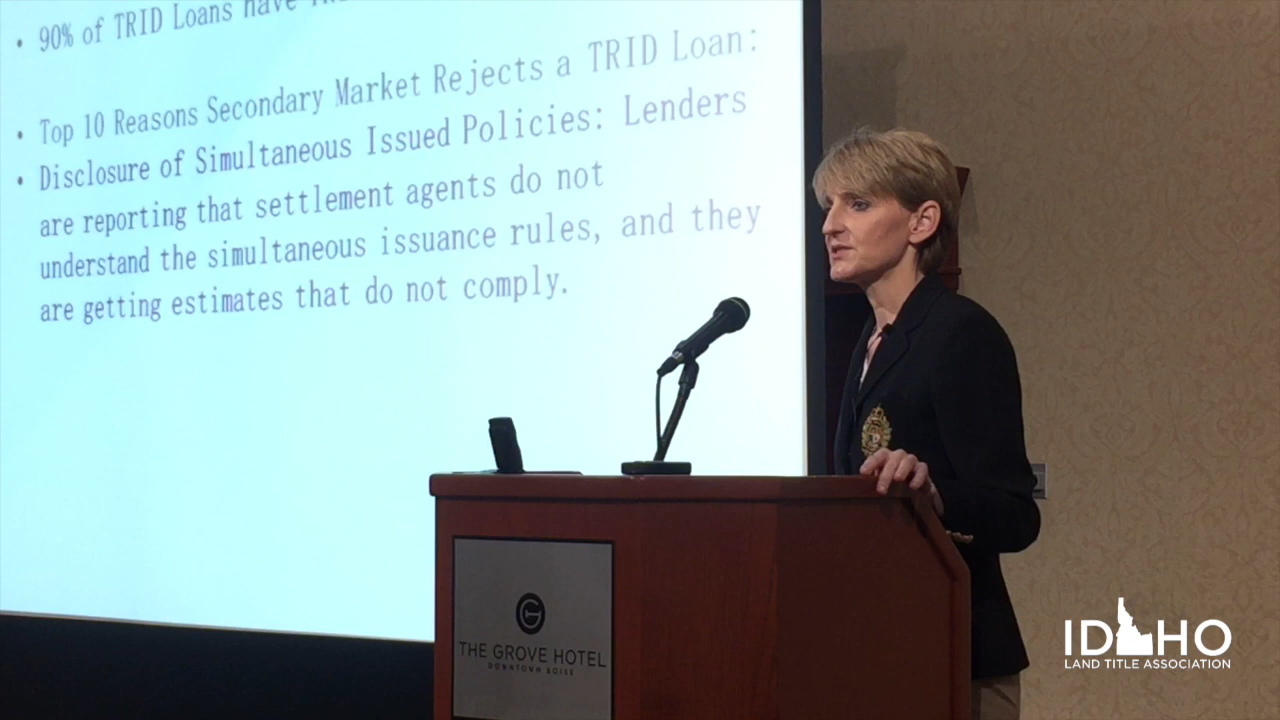 • 90% of TRID Loans have
• Top 10 Reasons Secondary Market Rejects a TRID Loan:
• Disclosure of Simultaneous Issued Policies: Lenders
are reporting that settlement agents do not
understand the simultaneous issuance rules, and they
are getting estimates that do not comply.
G
THE GROVE HOTEL
DOWNTOWN BOISE
IDAHO
LAND TITLE ASSOCIATION